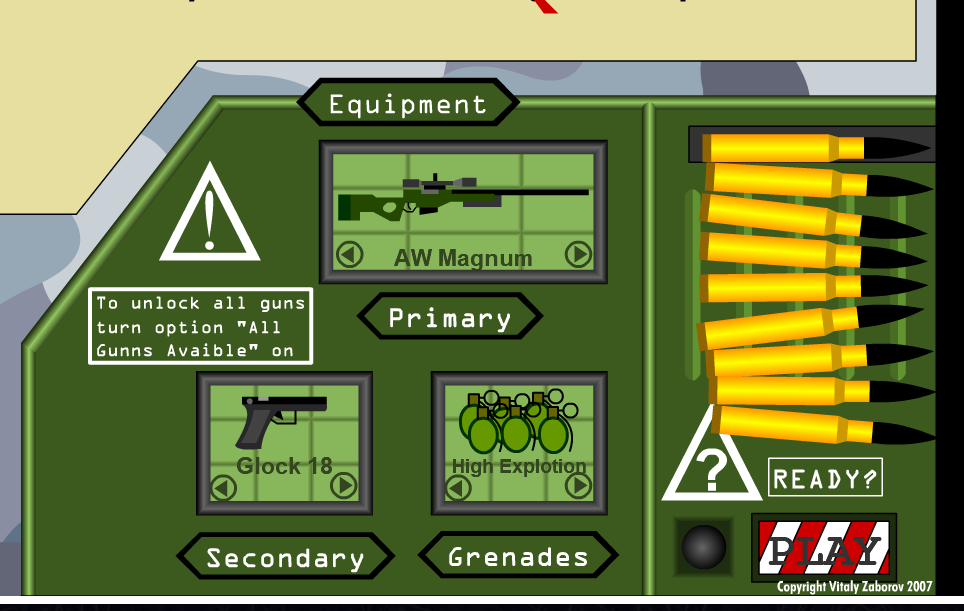 Equipment
AW Magnum
Primary
To unlock all guns
turn option "All
Gunns Avaible" on
Glock 18
High Explotion
Secondary
Grenades
?
READY?
PLAY
Copyright Vitaly Zaborov 2007